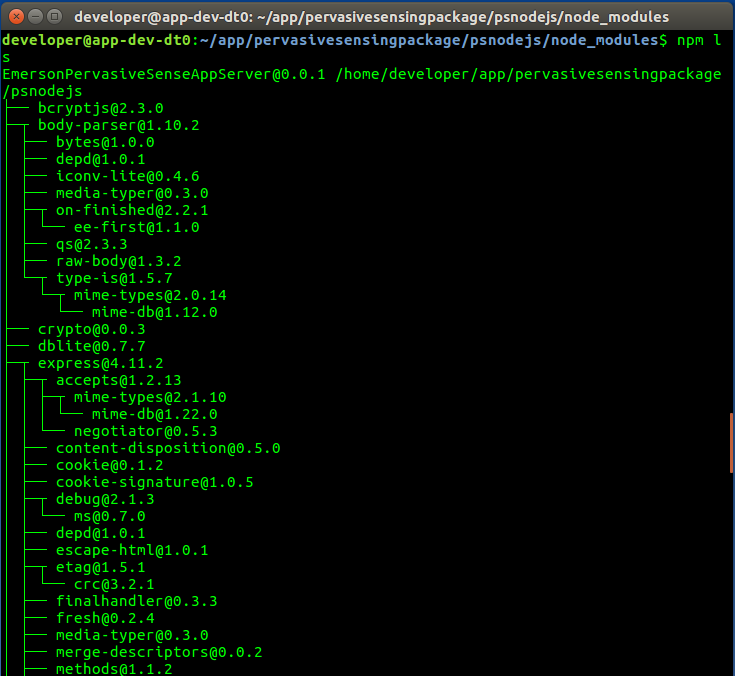 developer@app-dev-dt0: ~/app/pervasivesensingpackage/psnodejs/node_modules
developer@app-dev-dt0:~/app/pervasivesensingpackage/psnodejs/node_modules$ npm l
s
EmersonPervasiveSenseAppServer@0.0.1 /home/developer/app/pervasivesensingpackage
/psnodejs
├── bcryptjs@2.3.0
├─┬ body-parser@1.10.2
│ ├── bytes@1.0.0
│ ├── depd@1.0.1
│ ├── iconv-lite@0.4.6
│ ├── media-typer@0.3.0
│ ├─┬ on-finished@2.2.1
│ │ └── ee-first@1.1.0
│ ├── qs@2.3.3
│ ├── raw-body@1.3.2
│ └─┬ type-is@1.5.7
│   └─┬ mime-types@2.0.14
│     └── mime-db@1.12.0
├── crypto@0.0.3
├── dblite@0.7.7
├─┬ express@4.11.2
│ ├─┬ accepts@1.2.13
│ │ ├─┬ mime-types@2.1.10
│ │ │ └── mime-db@1.22.0
│ │ └── negotiator@0.5.3
│ ├── content-disposition@0.5.0
│ ├── cookie@0.1.2
│ ├── cookie-signature@1.0.5
│ ├─┬ debug@2.1.3
│ │ └── ms@0.7.0
│ ├── depd@1.0.1
│ ├── escape-html@1.0.1
│ ├─┬ etag@1.5.1
│ │ └── crc@3.2.1
│ ├── finalhandler@0.3.3
│ ├── fresh@0.2.4
│ ├── media-typer@0.3.0
│ ├── merge-descriptors@0.0.2
│ ├── methods@1.1.2